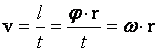 v = l/t = φ · r/t = ω · r